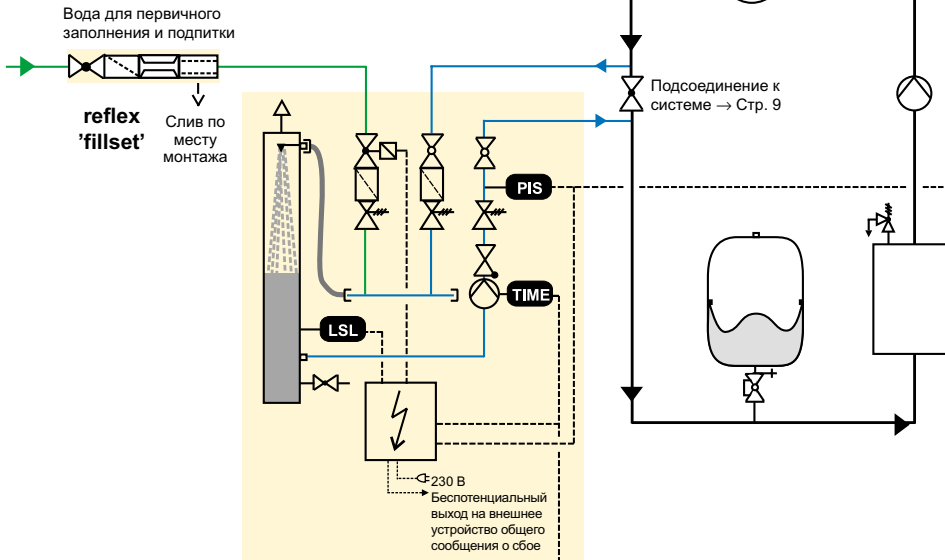 Вода для первичного
заполнения и подпитки
reflex
'fillset'
Слив по
месту
монтажа
Подсоединение к
системе → Стр. 9
PIS
TIME
LSL
230 В
Беспотенциальный
выход на внешнее
устройство общего
сообщения о сбое